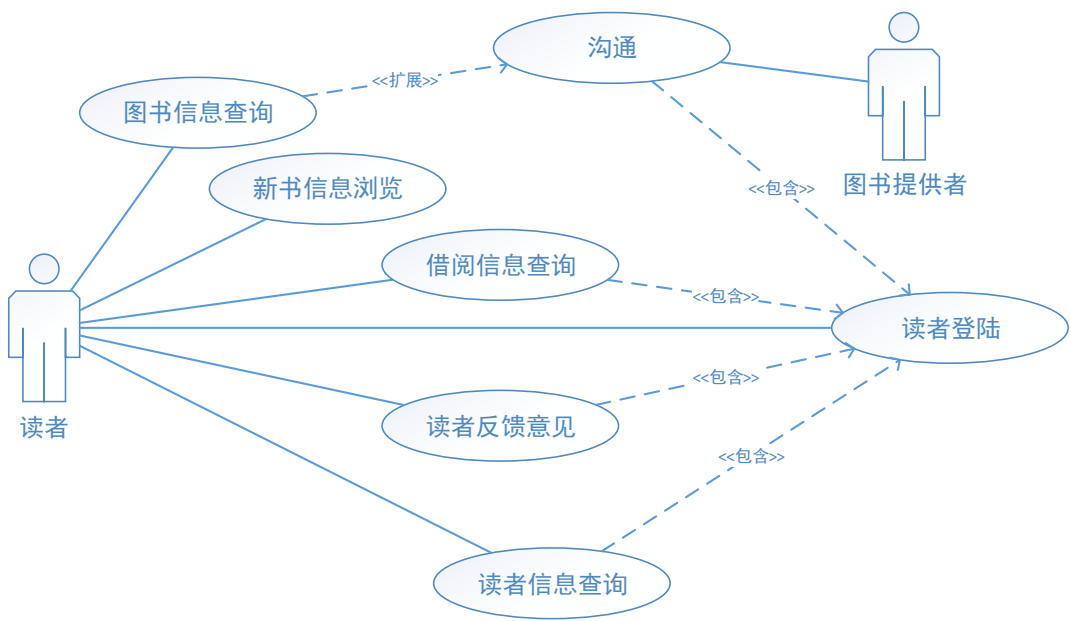 沟通
<<扩展>>
图书信息查询
新书信息浏览
<<包含>>
图书提供者
借阅信息查询
<<包含>>
读者登陆
<<包含>>
读者
读者反馈意见
<<包含>>
读者信息查询